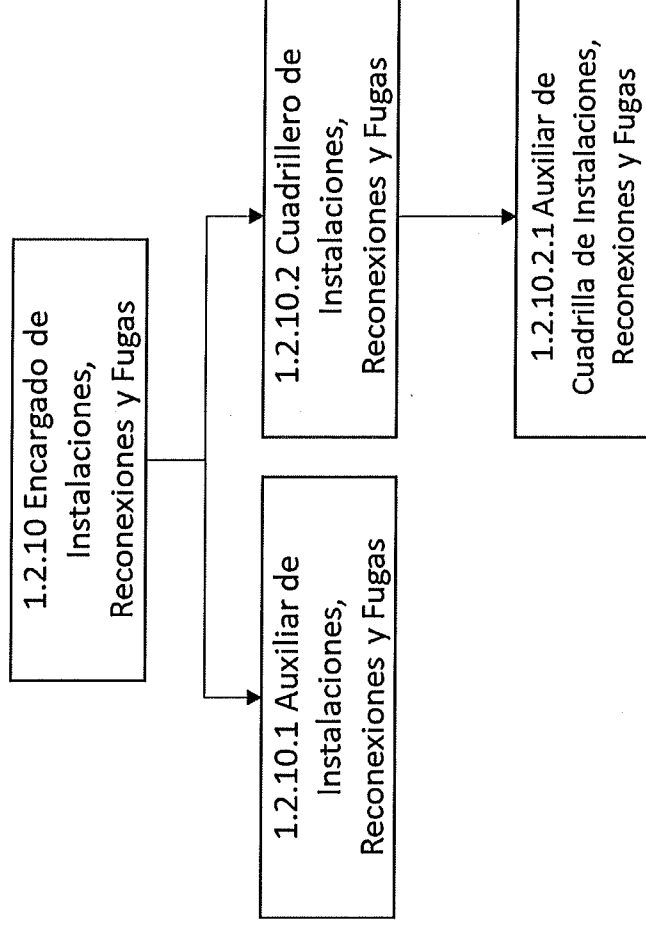 1.2.10 Encargado de
Instalaciones,
Reconexiones y Fugas
1.2.10.1 Auxiliar de
Instalaciones,
Reconexiones y Fugas
1.2.10.2 Cuadrillero de
Instalaciones,
Reconexiones y Fugas
1.2.10.2.1 Auxiliar de
Cuadrilla de Instalaciones,
Reconexiones y Fugas